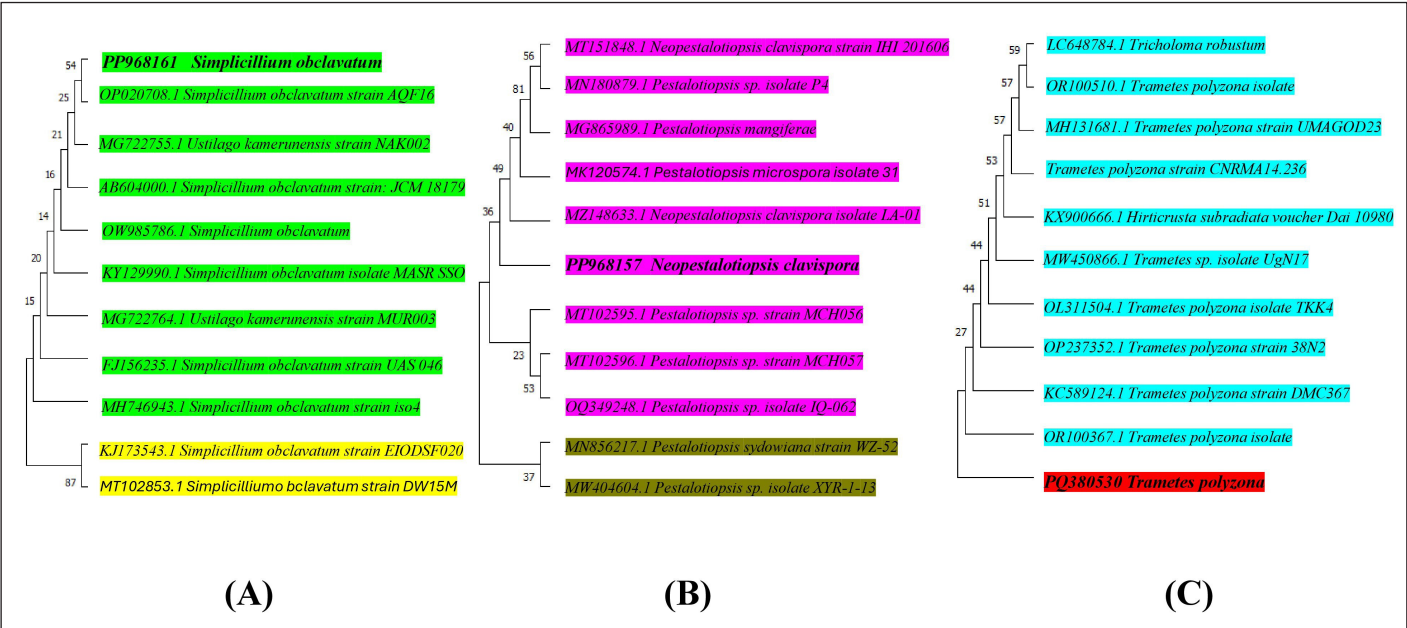 54
PP968161 Simplicillium obclavatum
25
OP020708.1 Simplicillium obclavatum strain AQF16
21
MG722755.1 Ustilago kamerunensis strain NAK002
16
AB604000.1 Simplicillium obclavatum strain: JCM 18179
14
OW985786.1 Simplicillium obclavatum
20
KY129990.1 Simplicillium obclavatum isolate MASR SSO
15
MG722764.1 Ustilago kamerunensis strain MUR003
FJ156235.1 Simplicillium obclavatum strain UAS 046
MH746943.1 Simplicillium obclavatum strain iso4
KJ173543.1 Simplicillium obclavatum strain EIODSF020
87
MT102853.1 Simplicilliumo bclavatum strain DW15M
(A)
56
MT151848.1 Neopestalotiopsis clavispora strain IHI 201606
81
MN180879.1 Pestalotiopsis sp. isolate P4
40
MG865989.1 Pestalotiopsis mangiferae
49
MK120574.1 Pestalotiopsis microspora isolate 31
36
MZ148633.1 Neopestalotiopsis clavispora isolate LA-01
PP968157 Neopestalotiopsis clavispora
MT102595.1 Pestalotiopsis sp. strain MCH056
23
MT102596.1 Pestalotiopsis sp. strain MCH057
53
OQ349248.1 Pestalotiopsis sp. isolate IQ-062
MN856217.1 Pestalotiopsis sydowiana strain WZ-52
37
MW404604.1 Pestalotiopsis sp. isolate XYR-1-13
(B)
59
LC648784.1 Tricholoma robustum
57
OR100510.1 Trametes polyzona isolate
57
MH131681.1 Trametes polyzona strain UMAGOD23
53
Trametes polyzona strain CNRMA14.236
51
KX900666.1 Hirticrusta subradiata voucher Dai 10980
44
MW450866.1 Trametes sp. isolate UgN17
44
OL311504.1 Trametes polyzona isolate TKK4
27
OP237352.1 Trametes polyzona strain 38N2
KC589124.1 Trametes polyzona strain DMC367
OR100367.1 Trametes polyzona isolate
PQ380530 Trametes polyzona
(C)